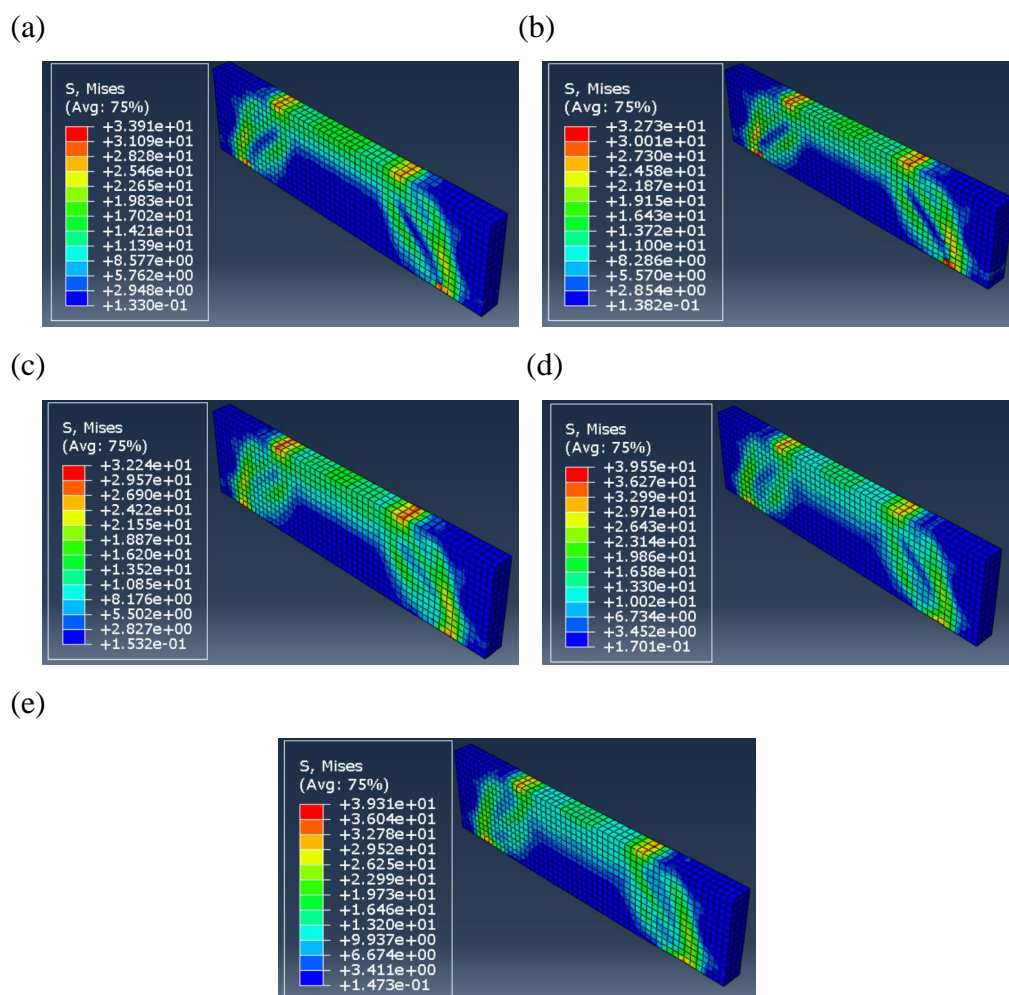 (a)
S, Mises
(Avg: 75%)
+3.391e+01
+3.109e+01
+2.828e+01
+2.546e+01
+2.265e+01
+1.983e+01
+1.702e+01
+1.421e+01
+1.139e+01
+8.577e+00
+5.762e+00
+2.948e+00
+1.330e-01
(b)
S, Mises
(Avg: 75%)
+3.273e+01
+3.001e+01
+2.730e+01
+2.458e+01
+2.187e+01
+1.915e+01
+1.643e+01
+1.372e+01
+1.100e+01
+8.286e+00
+5.570e+00
+2.854e+00
+1.382e-01
(c)
S, Mises
(Avg: 75%)
+3.224e+01
+2.957e+01
+2.690e+01
+2.422e+01
+2.155e+01
+1.887e+01
+1.620e+01
+1.352e+01
+1.085e+01
+8.176e+00
+5.502e+00
+2.827e+00
+1.532e-01
(d)
S, Mises
(Avg: 75%)
+3.955e+01
+3.627e+01
+3.299e+01
+2.971e+01
+2.643e+01
+2.314e+01
+1.986e+01
+1.658e+01
+1.330e+01
+1.002e+01
+6.734e+00
+3.452e+00
+1.701e-01
(e)
S, Mises
(Avg: 75%)
+3.931e+01
+3.604e+01
+3.278e+01
+2.952e+01
+2.625e+01
+2.299e+01
+1.973e+01
+1.646e+01
+1.320e+01
+9.937e+00
+6.674e+00
+3.411e+00
+1.473e-01